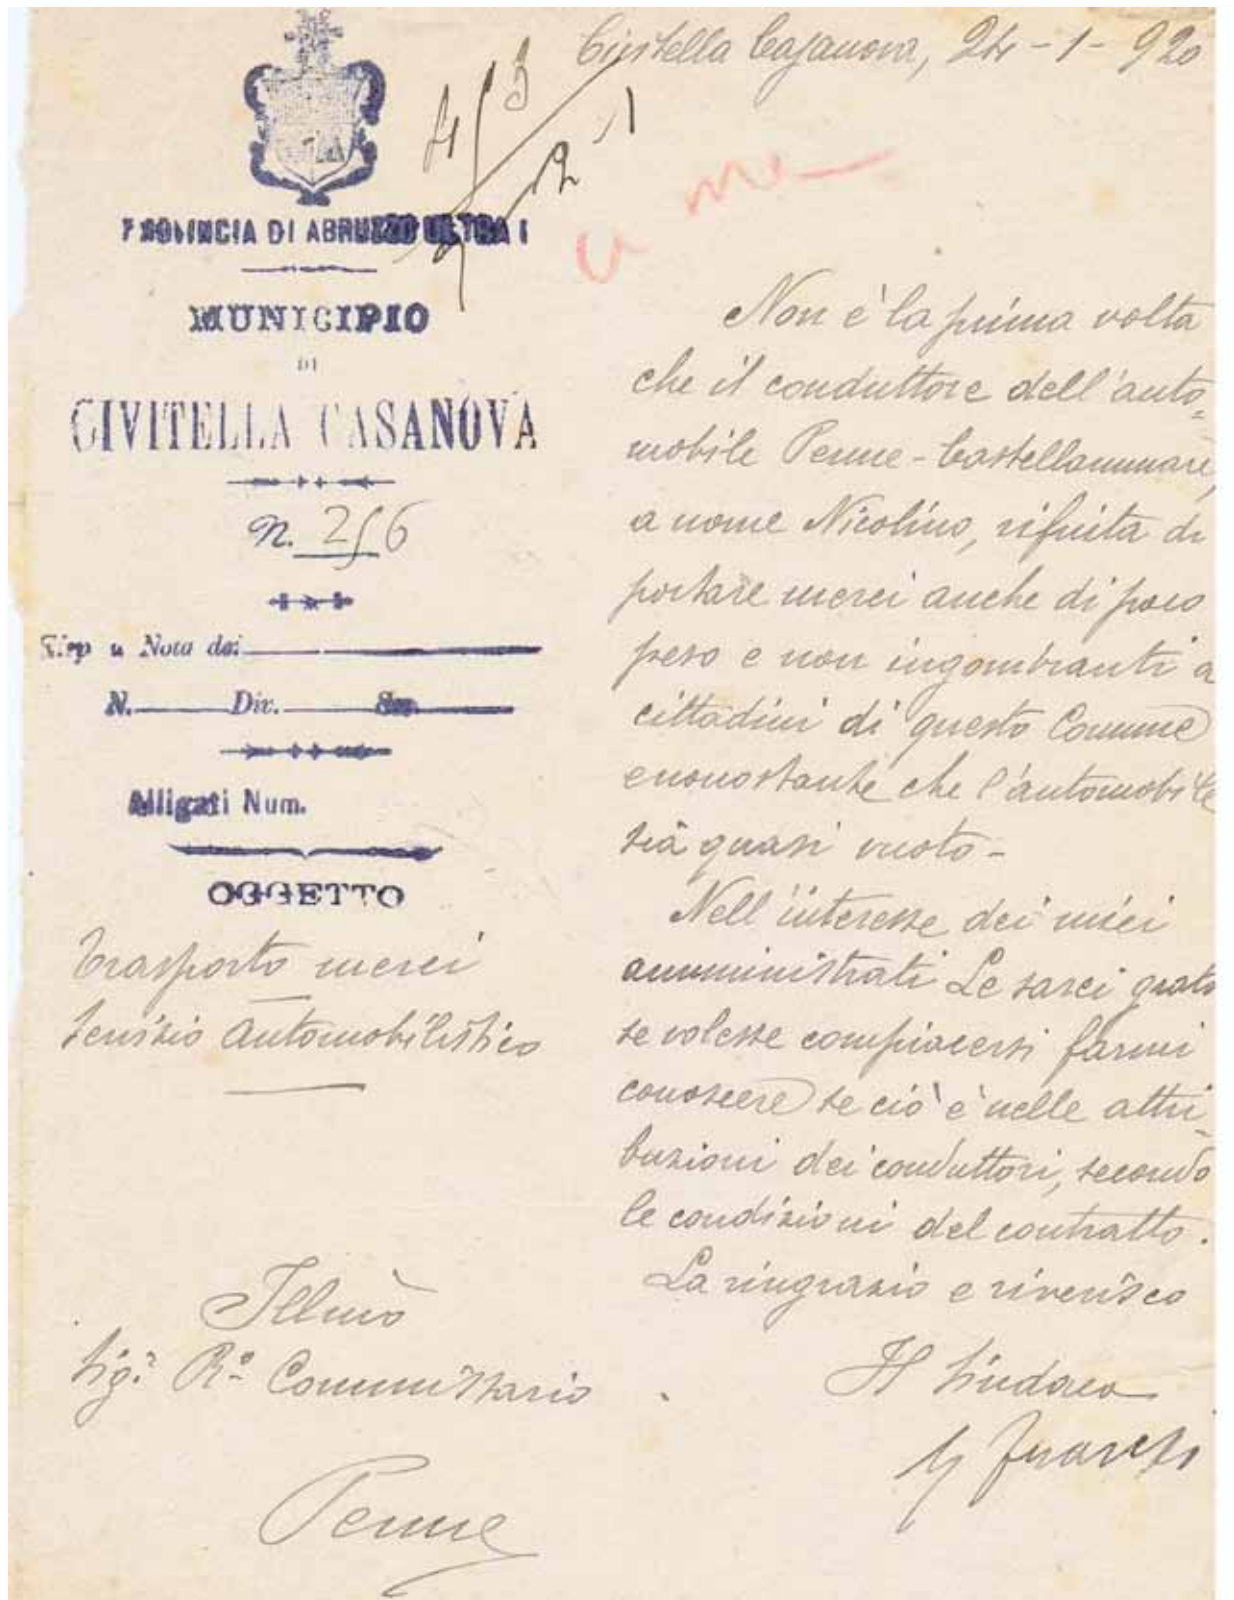 Civitella Casanova, 24-1-920
PROVINCIA DI ABRUZZO ULTRA I
MUNICIPIO
DI
CIVITELLA CASANOVA
N. 256
Risp. a Nota del
N. Div. Sez.
Alligati Num.
OGGETTO
Trasporto merci
Servizio Automobilistico
Illmo
Sigr. Ro. Commissario
Penne
Non è la prima volta
che il conduttore dell'auto=
mobile Penne-Castellammare,
a nome Nicolino, rifiuta di
portare merci anche di poco
peso e non ingombranti a
cittadini di questo Comune
enonostante che l'automobile
sia quasi vuoto-
Nell'interesse dei miei
amministrati Le sarei grato
se volesse compiacersi farmi
conoscere se ciò è nelle attri-
buzioni dei conduttori, secondo
le condizioni del contratto.
La ringrazio e riverisco
Il Sindaco